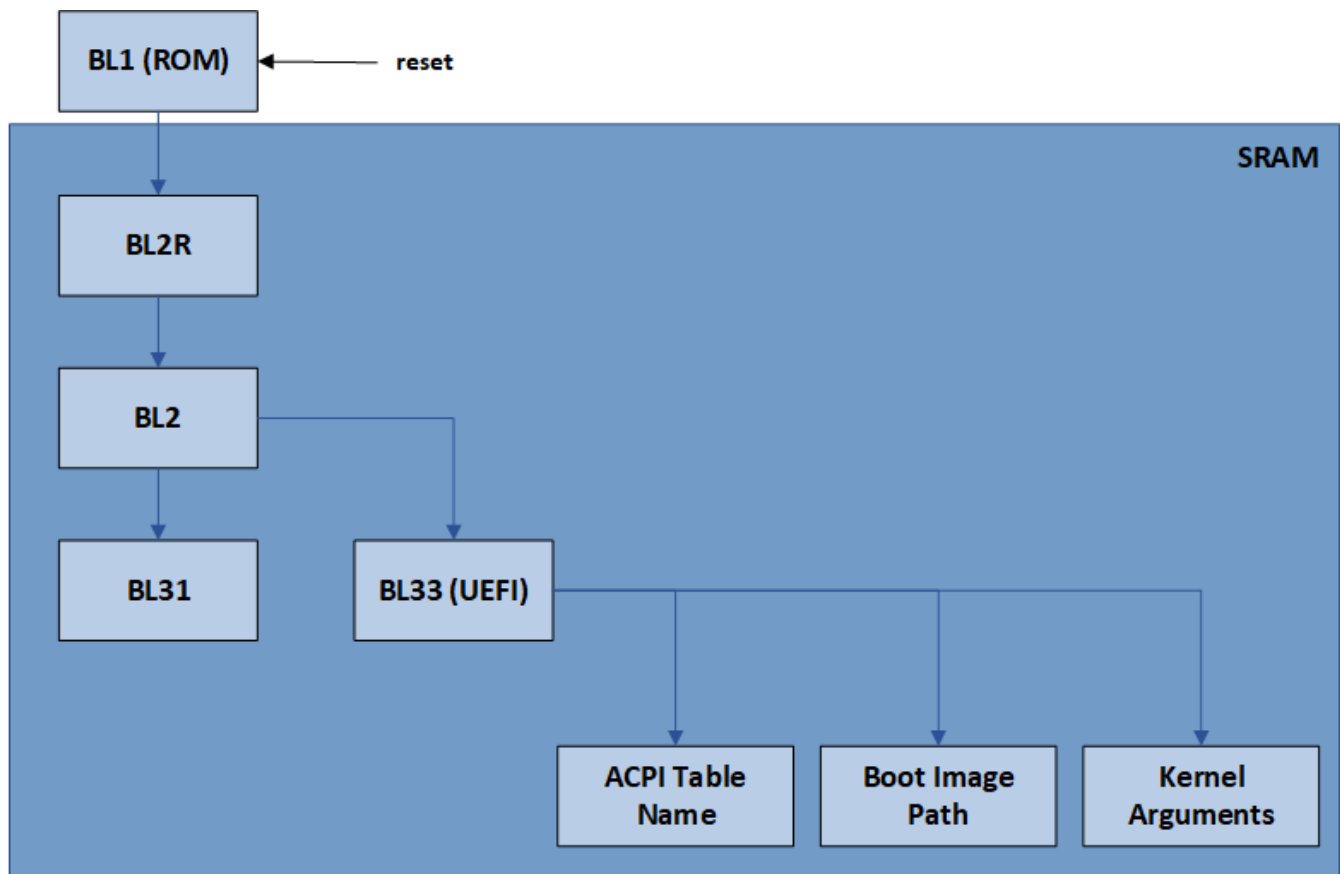 BL1 (ROM)
reset
SRAM
BL2R
BL2
BL31
BL33 (UEFI)
ACPI Table
Name
Boot Image
Path
Kernel
Arguments